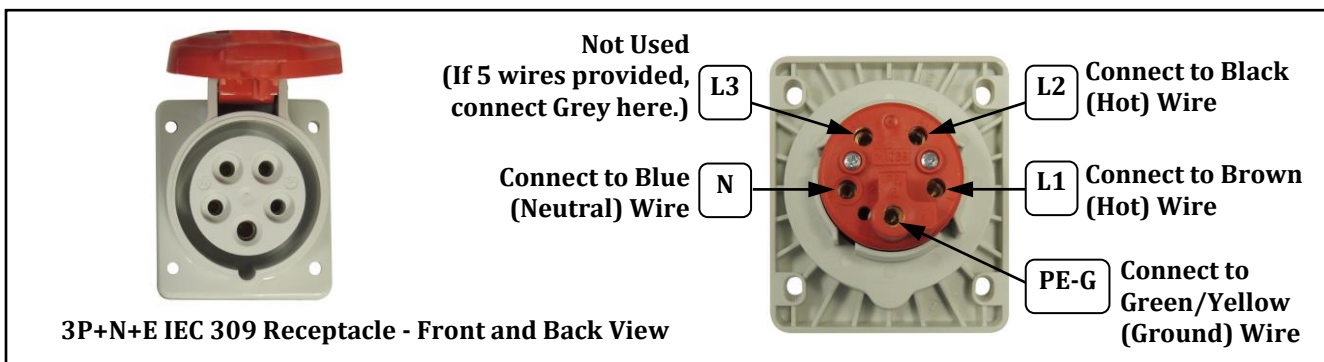 Not Used
(If 5 wires provided,
connect Grey here.)
L3
L2
Connect to Black
(Hot) Wire
Connect to Blue
(Neutral) Wire
N
L1
Connect to Brown
(Hot) Wire
PE-G
Connect to
Green/Yellow
(Ground) Wire
3P+N+E IEC 309 Receptacle - Front and Back View